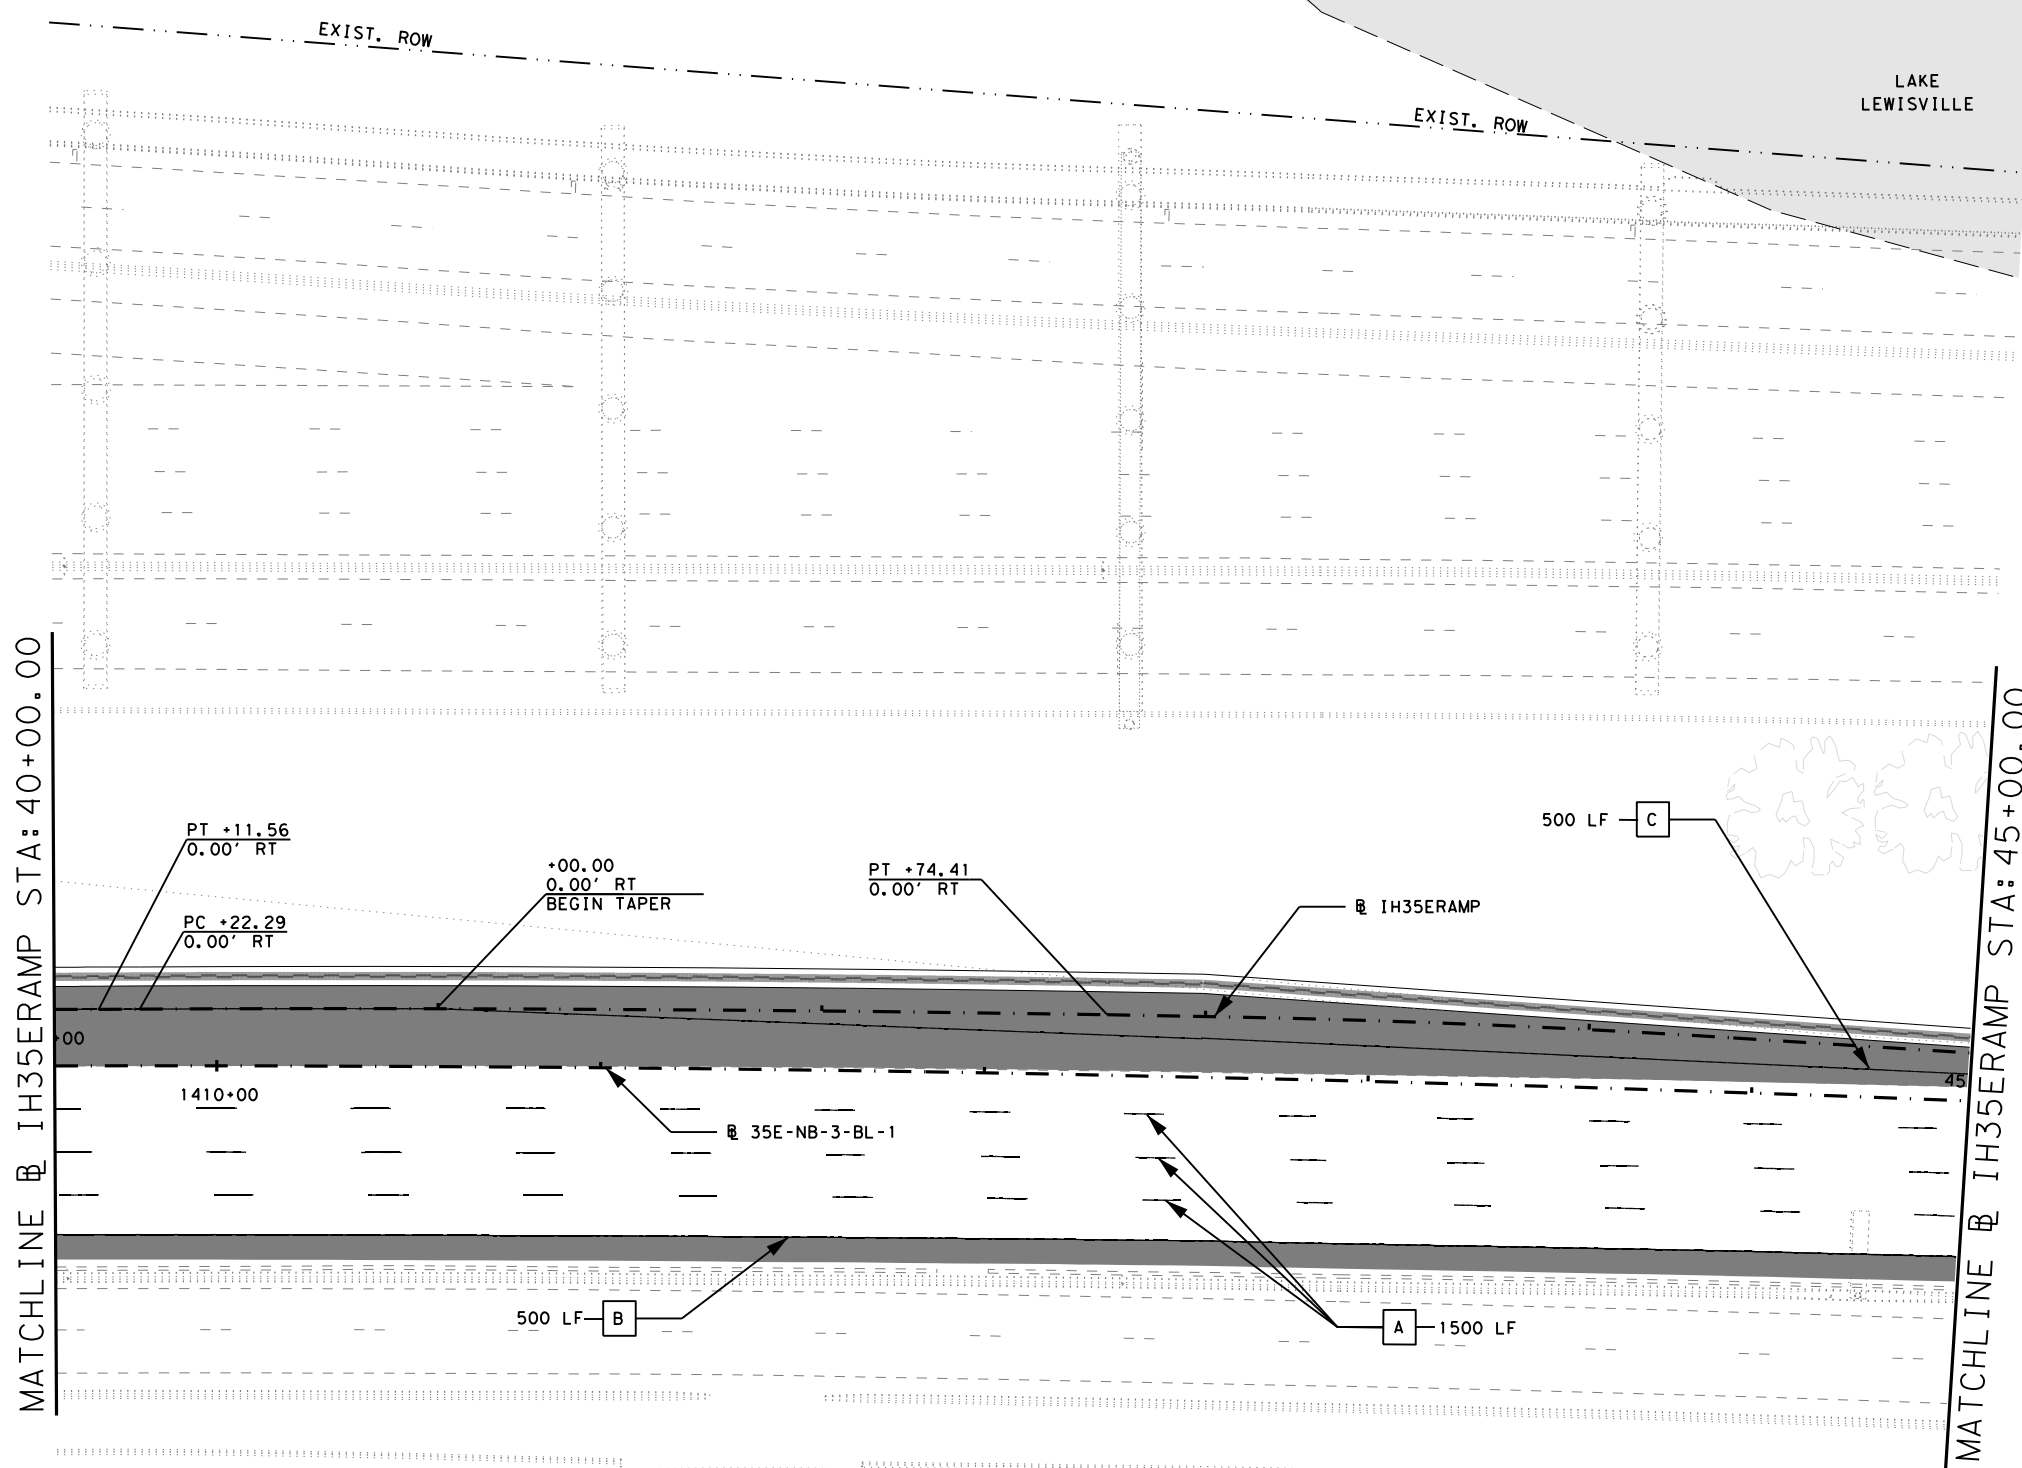 EXIST. ROW
EXIST. ROW
LAKE
LEWISVILLE
MATCHLINE ℄ IH35ERAMP STA: 40+00.00
PT +11.56
0.00' RT
PC +22.29
0.00' RT
+00.00
0.00' RT
BEGIN TAPER
PT +74.41
0.00' RT
BL IH35ERAMP
500 LF C
+00
1410+00
BL 35E-NB-3-BL-1
45
500 LF B
A 1500 LF
MATCHLINE BL IH35ERAMP STA: 45+00.00